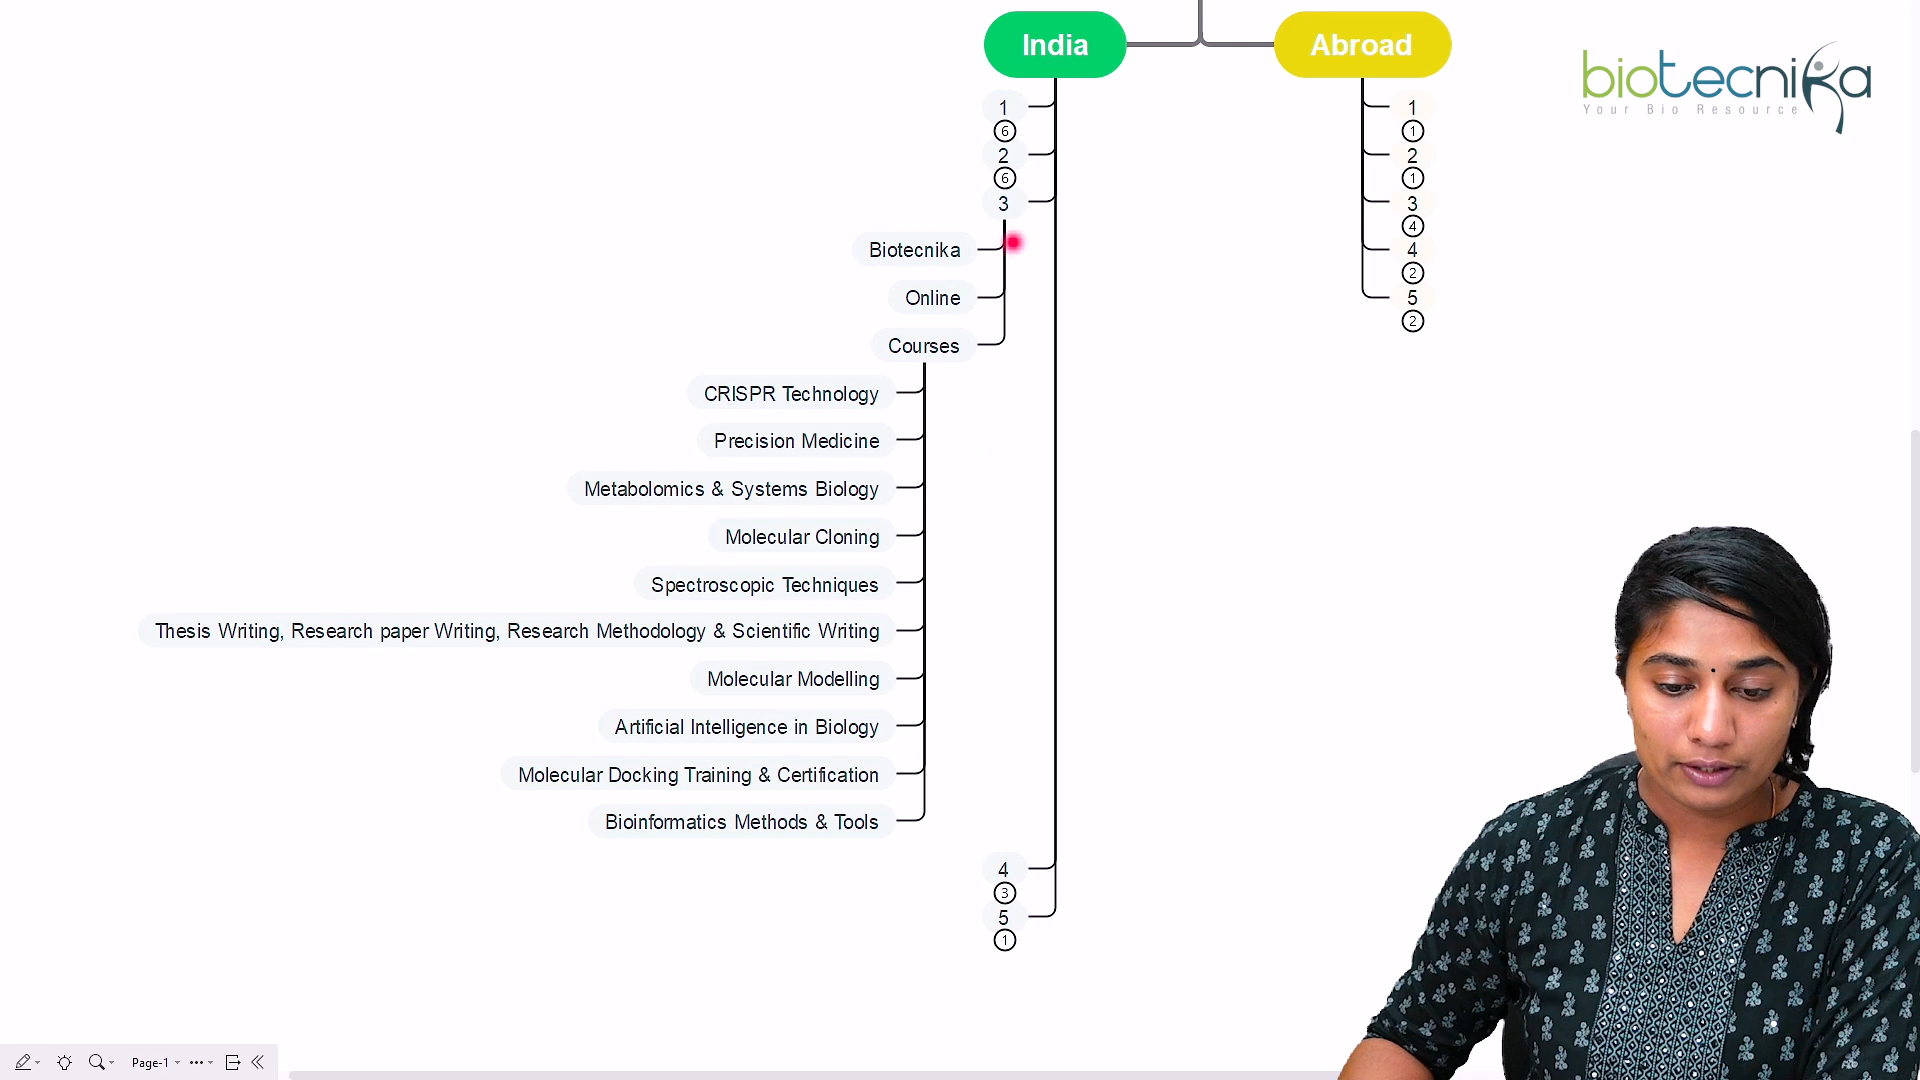 India
Abroad
biotecnika
Your Bio Resource
1
6
2
6
3
Biotecnika
Online
Courses
CRISPR Technology
Precision Medicine
Metabolomics & Systems Biology
Molecular Cloning
Spectroscopic Techniques
Thesis Writing, Research paper Writing, Research Methodology & Scientific Writing
Molecular Modelling
Artificial Intelligence in Biology
Molecular Docking Training & Certification
Bioinformatics Methods & Tools
4
3
5
1
1
1
2
1
3
4
4
2
5
2
Page-1